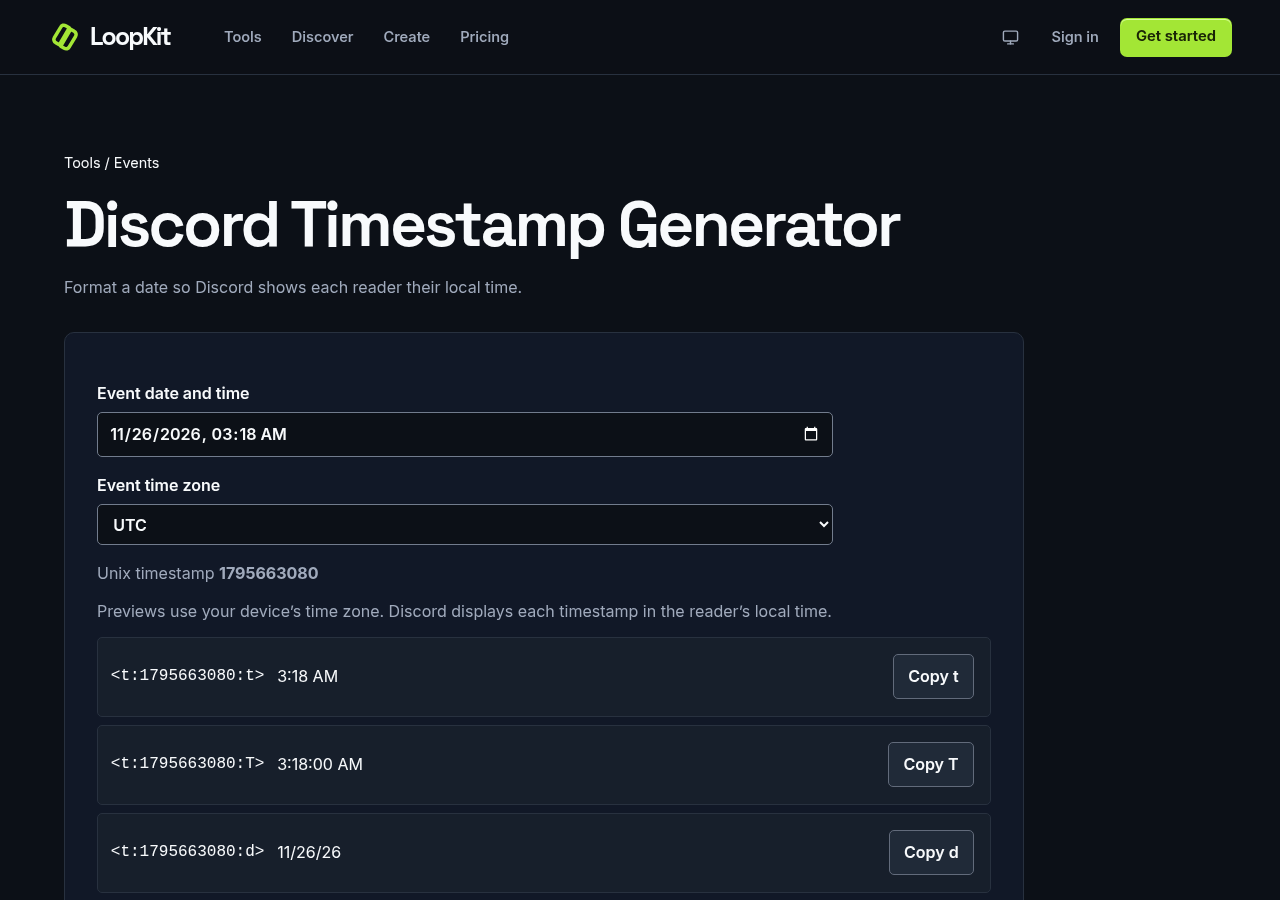 LoopKit
Tools
Discover
Create
Pricing
Sign in
Get started
Tools / Events
Discord Timestamp Generator
Format a date so Discord shows each reader their local time.
Event date and time
11/26/2026, 03:18 AM
Event time zone
UTC
Unix timestamp 1795663080
Previews use your device’s time zone. Discord displays each timestamp in the reader’s local time.
<t:1795663080:t> 3:18 AM
Copy t
<t:1795663080:T> 3:18:00 AM
Copy T
<t:1795663080:d> 11/26/26
Copy d